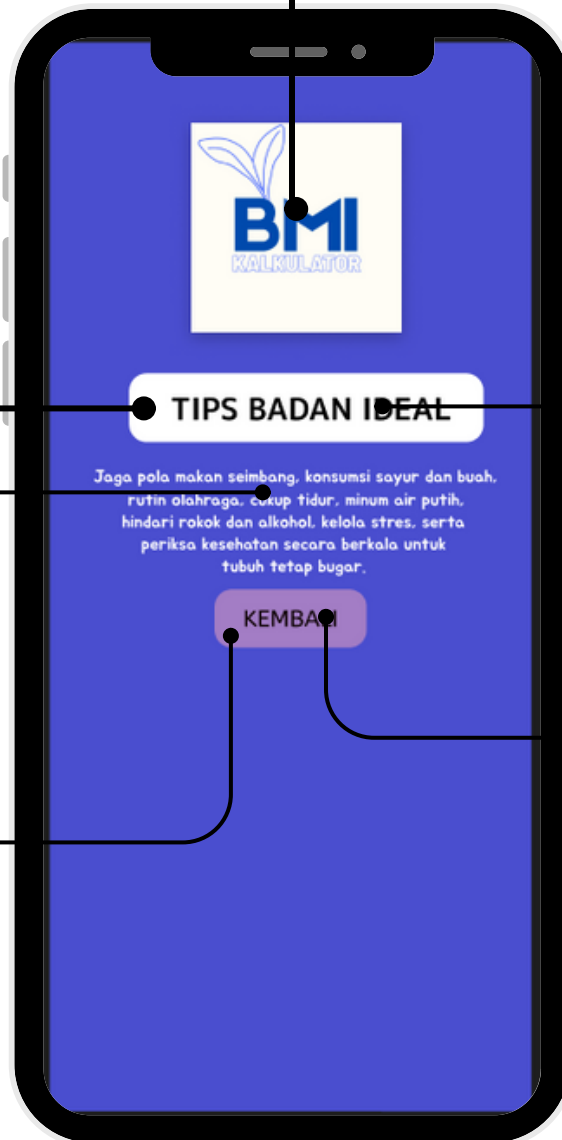 BMI
KALKULATOR
TIPS BADAN IDEAL
Jaga pola makan seimbang, konsumsi sayur dan buah,
rutin olahraga, cukup tidur, minum air putih,
hindari rokok dan alkohol, kelola stres, serta
periksa kesehatan secara berkala untuk
tubuh tetap bugar.
KEMBALI